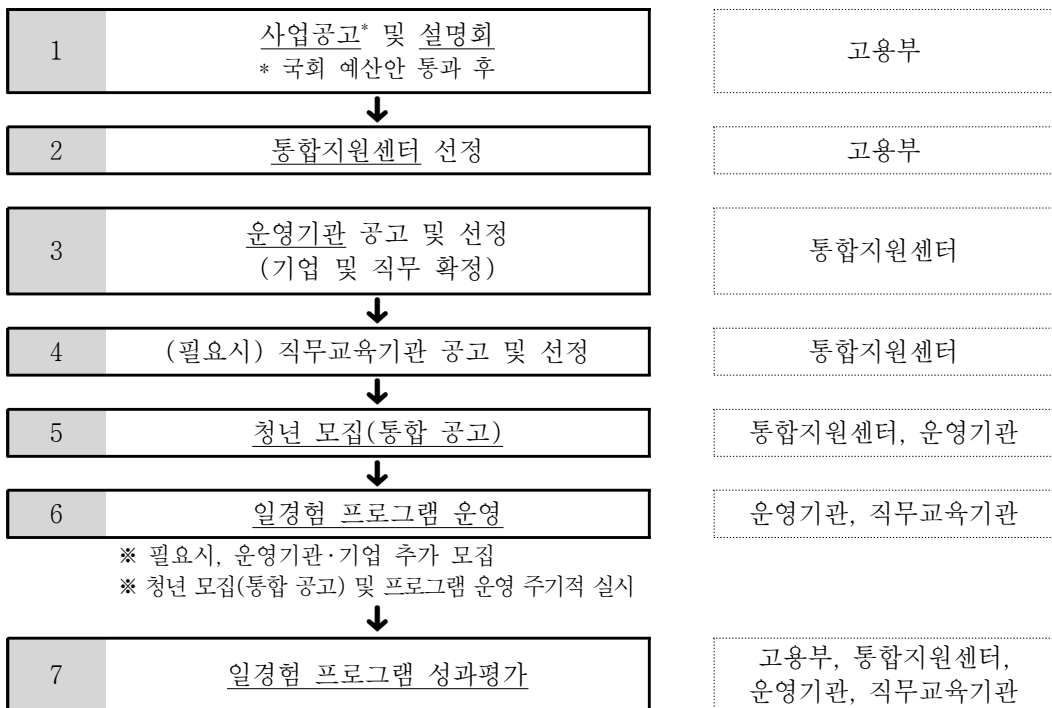 1
사업공고* 및 설명회
* 국회 예산안 통과 후
고용부
2
통합지원센터 선정
고용부
3
운영기관 공고 및 선정
(기업 및 직무 확정)
통합지원센터
4
(필요시) 직무교육기관 공고 및 선정
통합지원센터
5
청년 모집(통합 공고)
통합지원센터, 운영기관
6
일경험 프로그램 운영
운영기관, 직무교육기관
※ 필요시, 운영기관·기업 추가 모집
※ 청년 모집(통합 공고) 및 프로그램 운영 주기적 실시
7
일경험 프로그램 성과평가
고용부, 통합지원센터,
운영기관, 직무교육기관